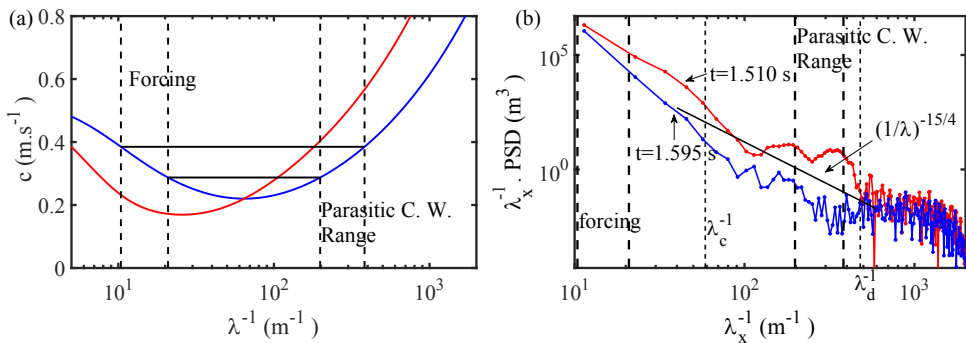 (a)
0.8
0.6
0.4
0.2
0
c (m.s⁻¹)
Forcing
Parasitic C. W.
Range
10¹
10²
10³
λ⁻¹ (m⁻¹)
(b)
Parasitic C. W.
Range
10⁵
10⁰
λₓ⁻¹. PSD (m³)
t=1.510 s
t=1.595 s
(1/λ)⁻¹⁵ᐟ⁴
forcing
λ_c⁻¹
λ_d⁻¹
10¹
10²
10³
λₓ⁻¹ (m⁻¹)